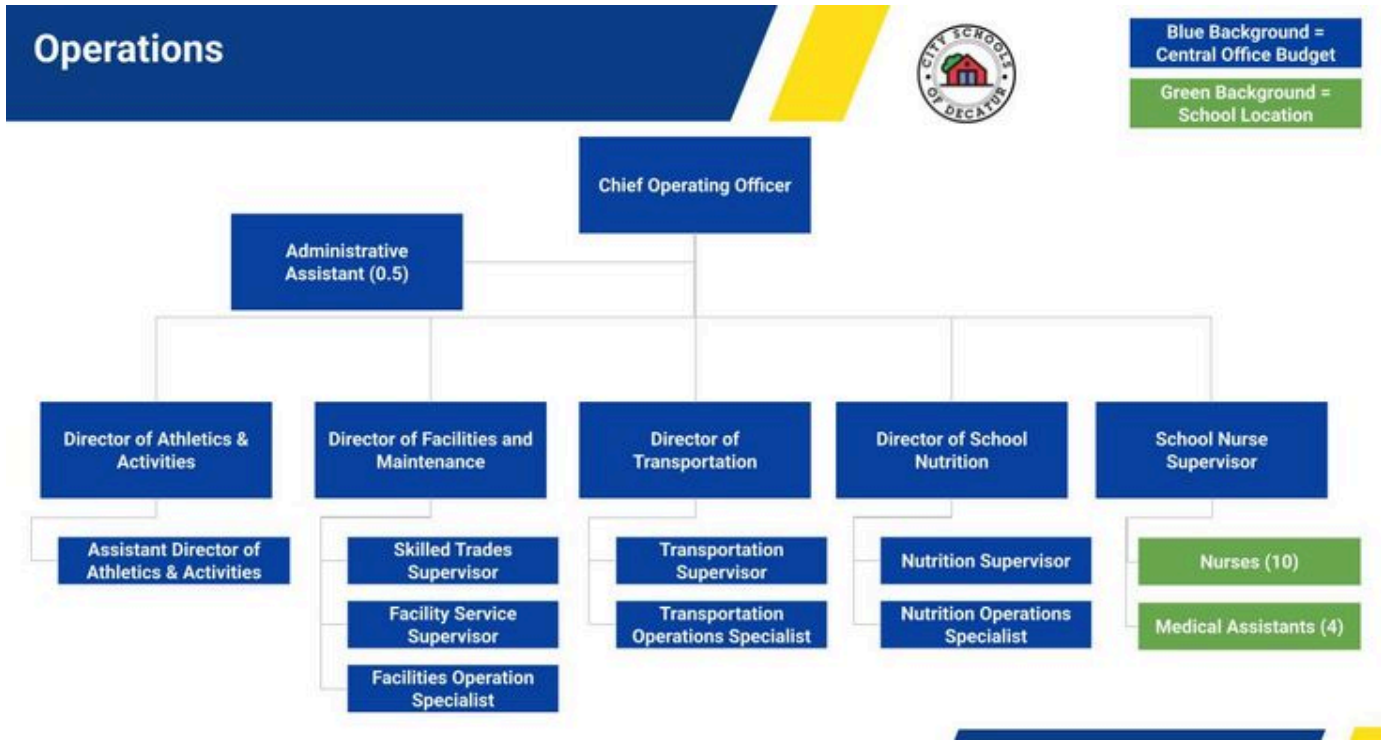 Operations
CITY SCHOOLS
OF DECATUR
Blue Background =
Central Office Budget
Green Background =
School Location
Chief Operating Officer
Administrative
Assistant (0.5)
Director of Athletics &
Activities
Director of Facilities and
Maintenance
Director of
Transportation
Director of School
Nutrition
School Nurse
Supervisor
Assistant Director of
Athletics & Activities
Skilled Trades
Supervisor
Facility Service
Supervisor
Facilities Operation
Specialist
Transportation
Supervisor
Transportation
Operations Specialist
Nutrition Supervisor
Nutrition Operations
Specialist
Nurses (10)
Medical Assistants (4)